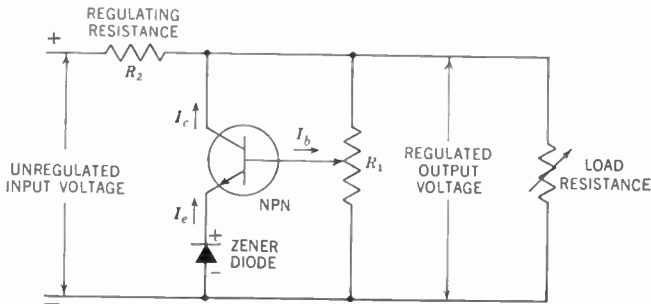 REGULATING
RESISTANCE
+
R2
Ic
Ib
UNREGULATED
INPUT VOLTAGE
R1
REGULATED
OUTPUT
VOLTAGE
LOAD
RESISTANCE
NPN
Ie
+
ZENER
DIODE
-
-